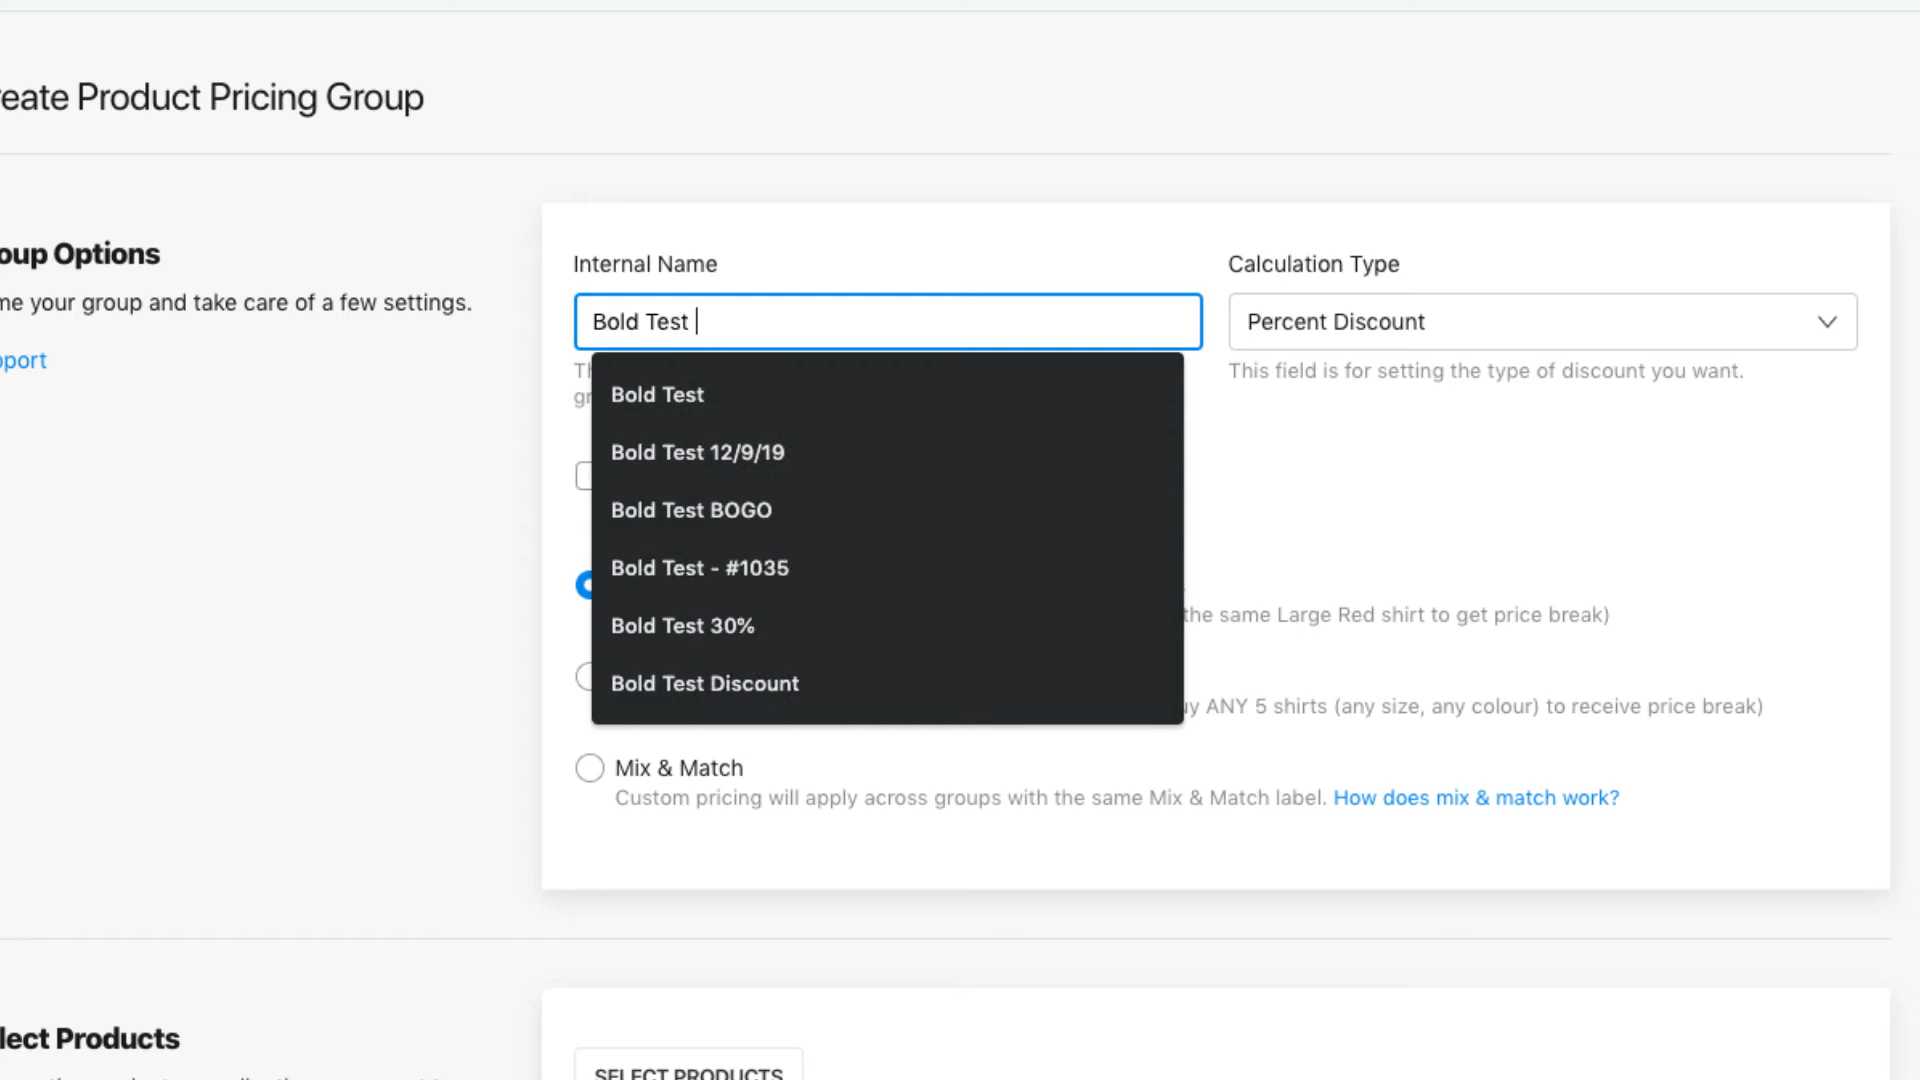 eate Product Pricing Group
oup Options
me your group and take care of a few settings.
port
Internal Name
Calculation Type
Bold Test
Percent Discount
This field is for setting the type of discount you want.
Bold Test
Bold Test 12/9/19
Bold Test BOGO
Bold Test - #1035
Bold Test 30%
Bold Test Discount
the same Large Red shirt to get price break)
uy ANY 5 shirts (any size, any colour) to receive price break)
Mix & Match
Custom pricing will apply across groups with the same Mix & Match label. How does mix & match work?
lect Products
SELECT PRODUCTS